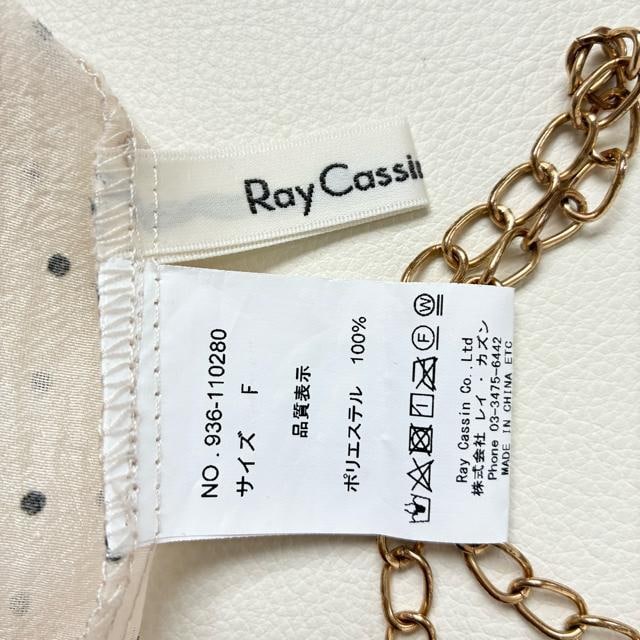 Ray Cassin
NO. 936-110280
サイズ F
品質表示
ポリエステル 100%
Ray Cassin Co.,Ltd
株式会社 レイ・カズン
Phone 03-3475-6442
MADE IN CHINA ETC